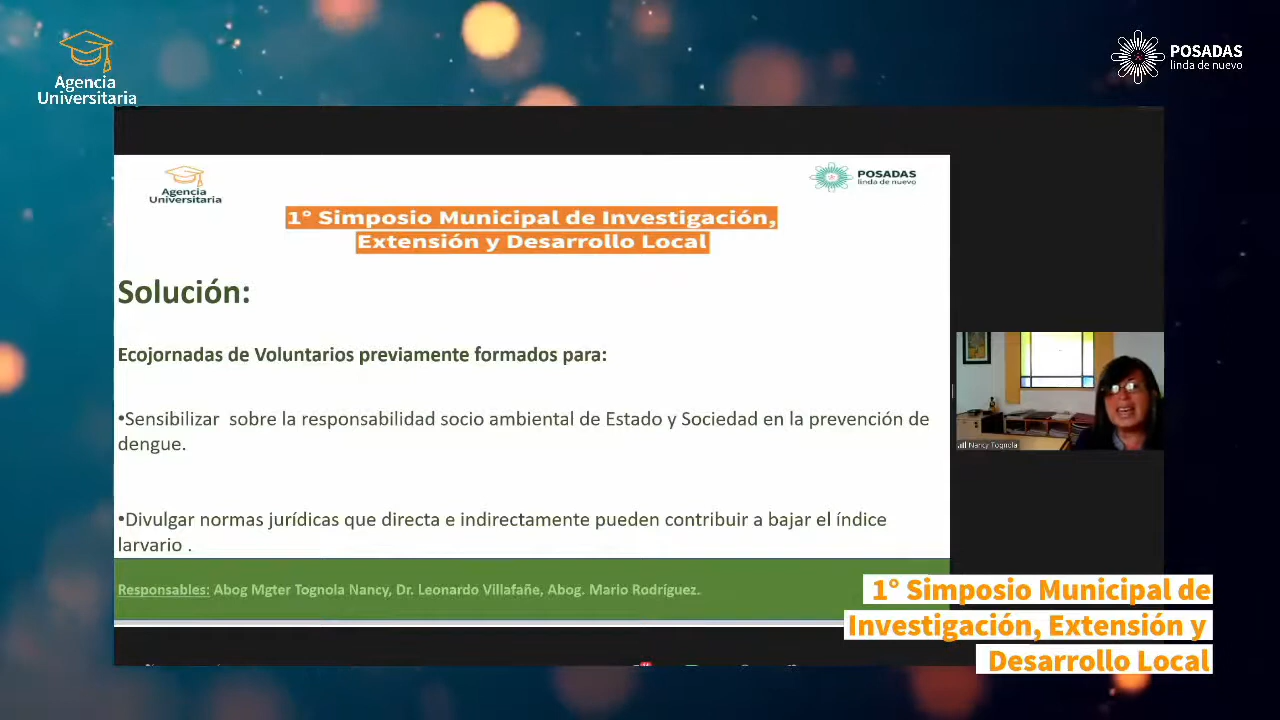 Agencia
Universitaria
POSADAS
linda de nuevo
Agencia
Universitaria
POSADAS
linda de nuevo
1° Simposio Municipal de Investigación,
Extensión y Desarrollo Local
Solución:
Ecojornadas de Voluntarios previamente formados para:
•Sensibilizar sobre la responsabilidad socio ambiental de Estado y Sociedad en la prevención de
dengue.
•Divulgar normas jurídicas que directa e indirectamente pueden contribuir a bajar el índice
larvario .
Responsables: Abog Mgter Tognola Nancy, Dr. Leonardo Villafañe, Abog. Mario Rodríguez.
Nancy Tognola
1° Simposio Municipal de
Investigación, Extensión y
Desarrollo Local